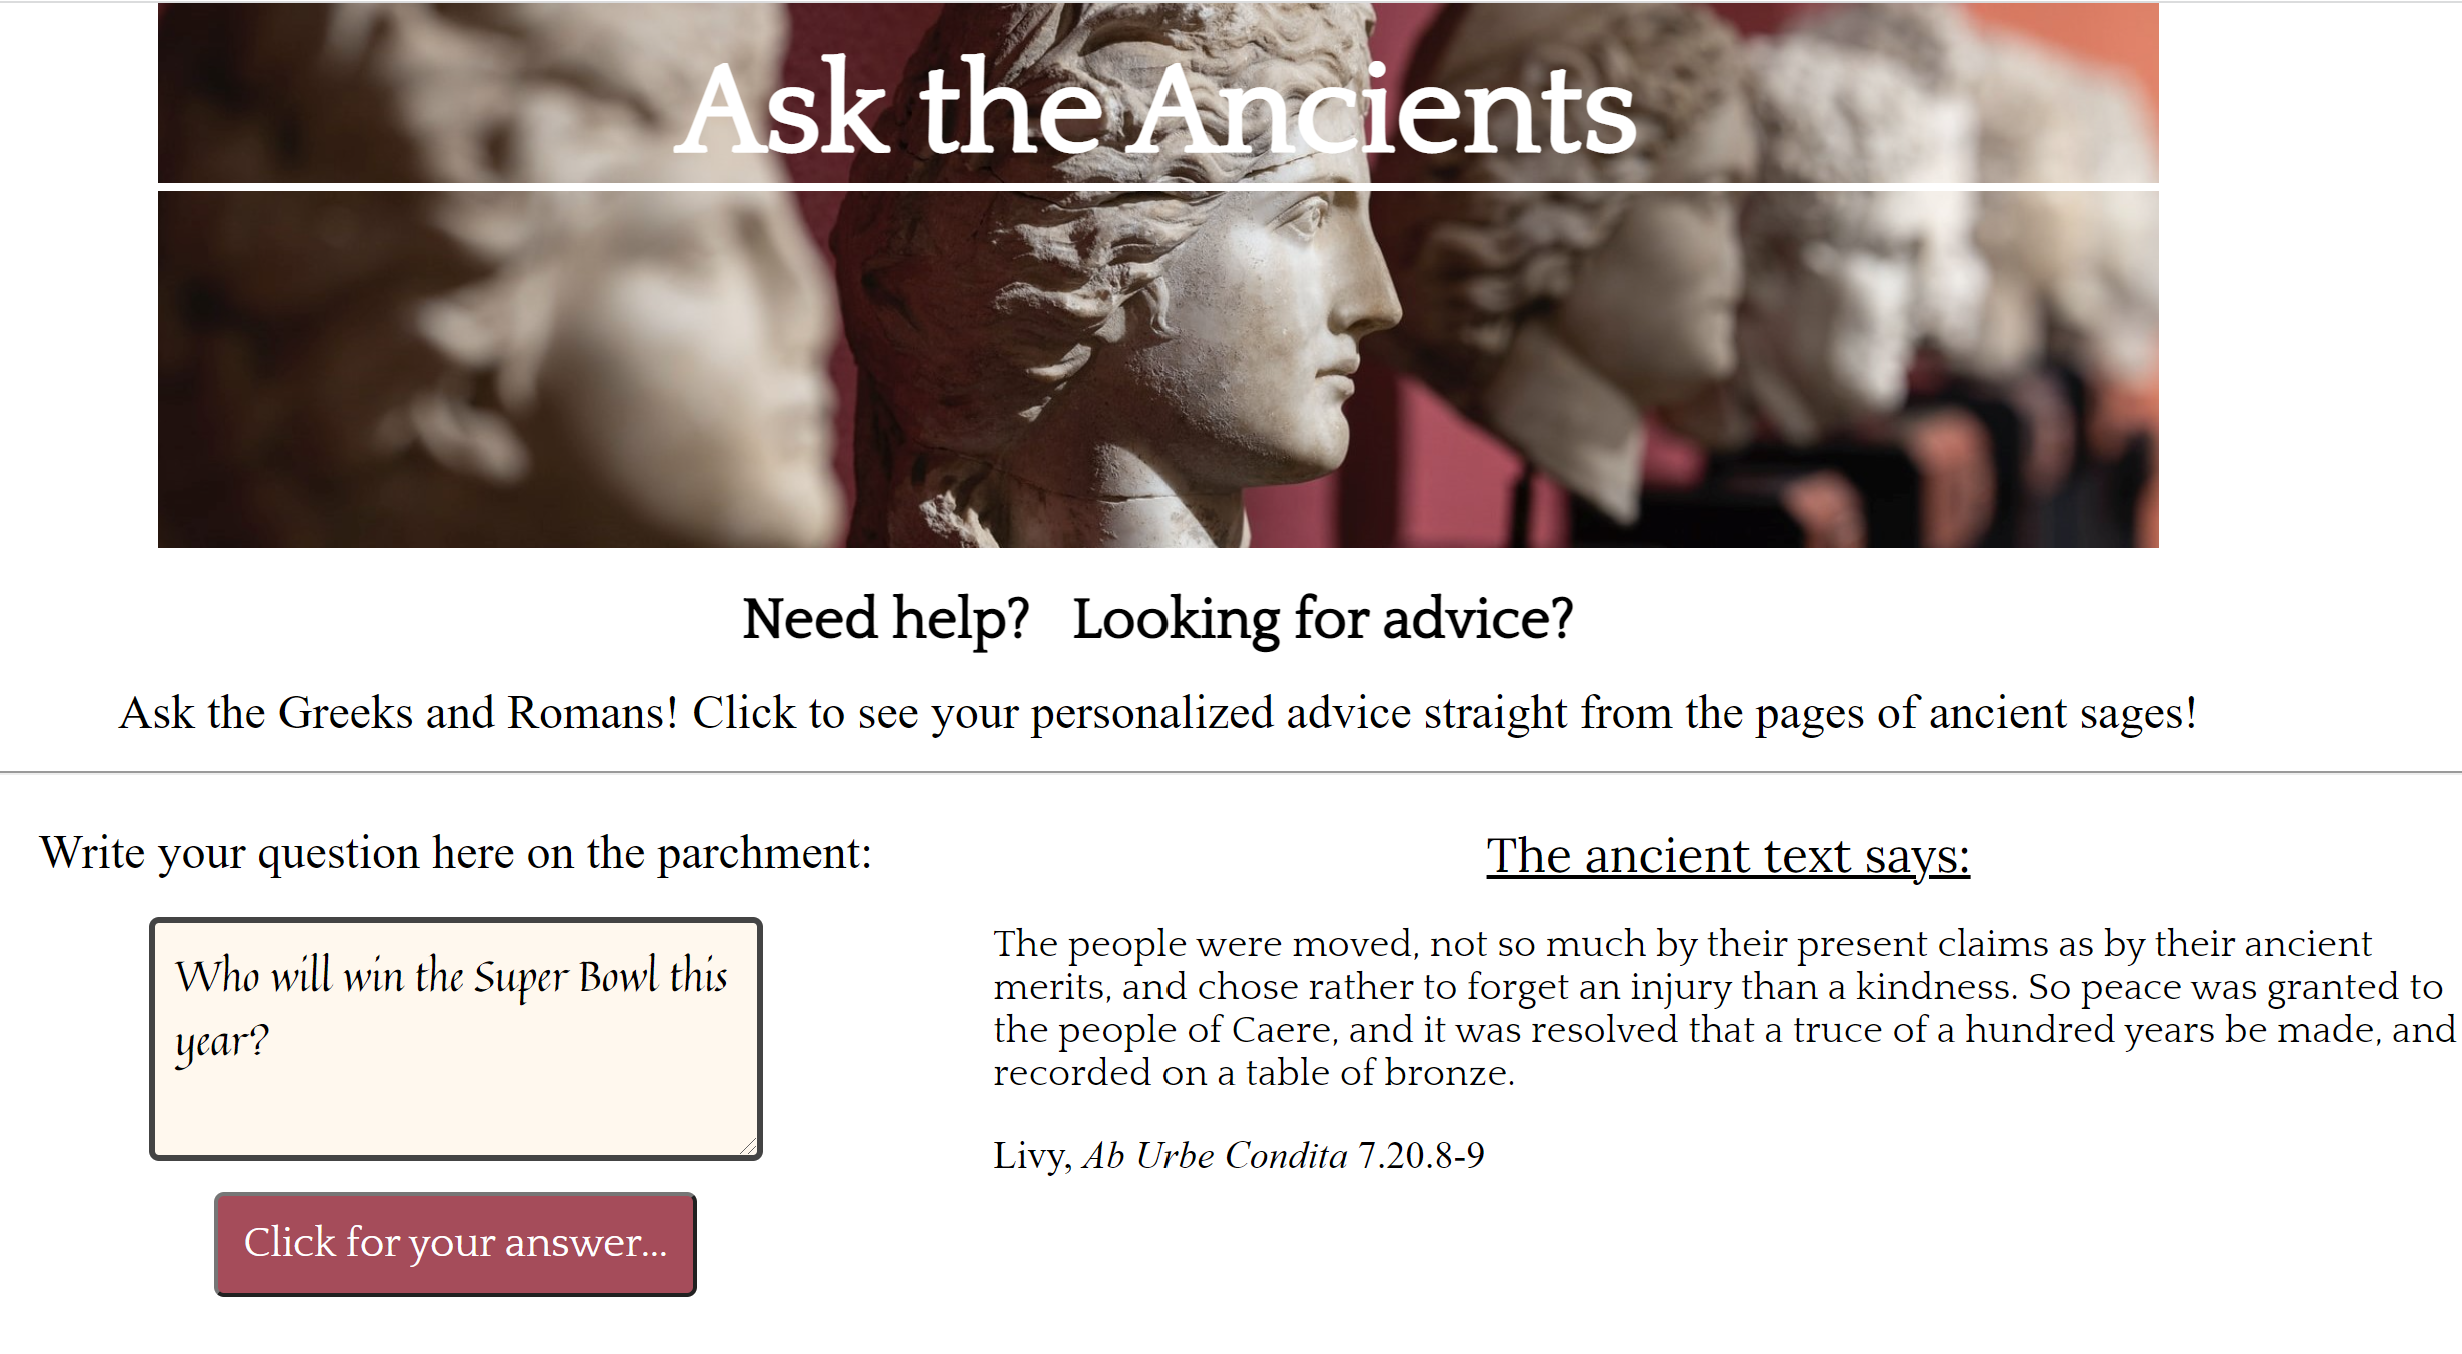 Ask the Ancients
Need help? Looking for advice?
Ask the Greeks and Romans! Click to see your personalized advice straight from the pages of ancient sages!
Write your question here on the parchment:
Who will win the Super Bowl this
year?
Click for your answer...
The ancient text says:
The people were moved, not so much by their present claims as by their ancient
merits, and chose rather to forget an injury than a kindness. So peace was granted to
the people of Caere, and it was resolved that a truce of a hundred years be made, and
recorded on a table of bronze.
Livy, Ab Urbe Condita 7.20.8-9